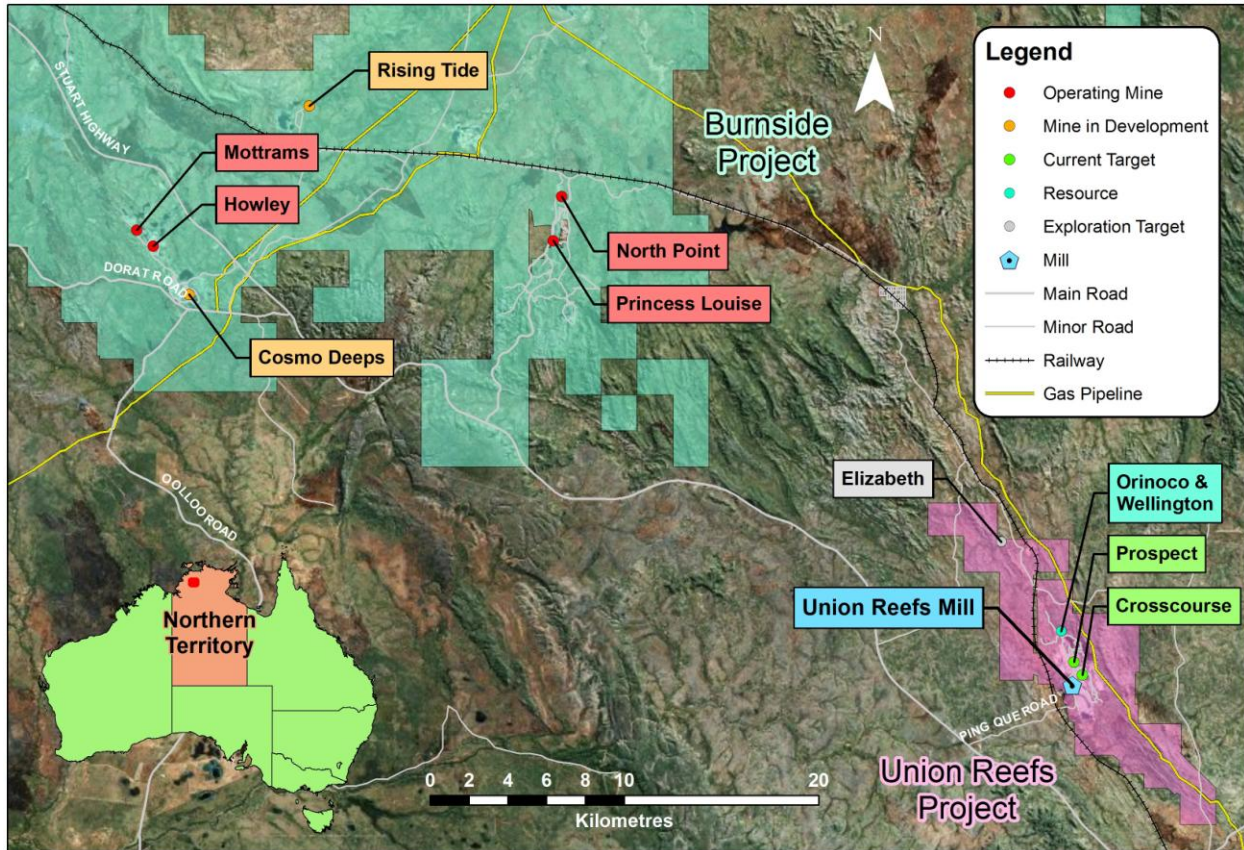 N
Legend
Operating Mine
Mine in Development
Current Target
Resource
Exploration Target
Mill
Main Road
Minor Road
Railway
Gas Pipeline
Burnside
Project
STUART HIGHWAY
Rising Tide
Mottrams
Howley
North Point
Princess Louise
DORAT ROAD
Cosmo Deeps
OOLLOO ROAD
Elizabeth
Orinoco &
Wellington
Prospect
Crosscourse
Union Reefs Mill
PING QUE ROAD
Union Reefs
Project
Northern
Territory
0 2 4 6 8 10 20
Kilometres